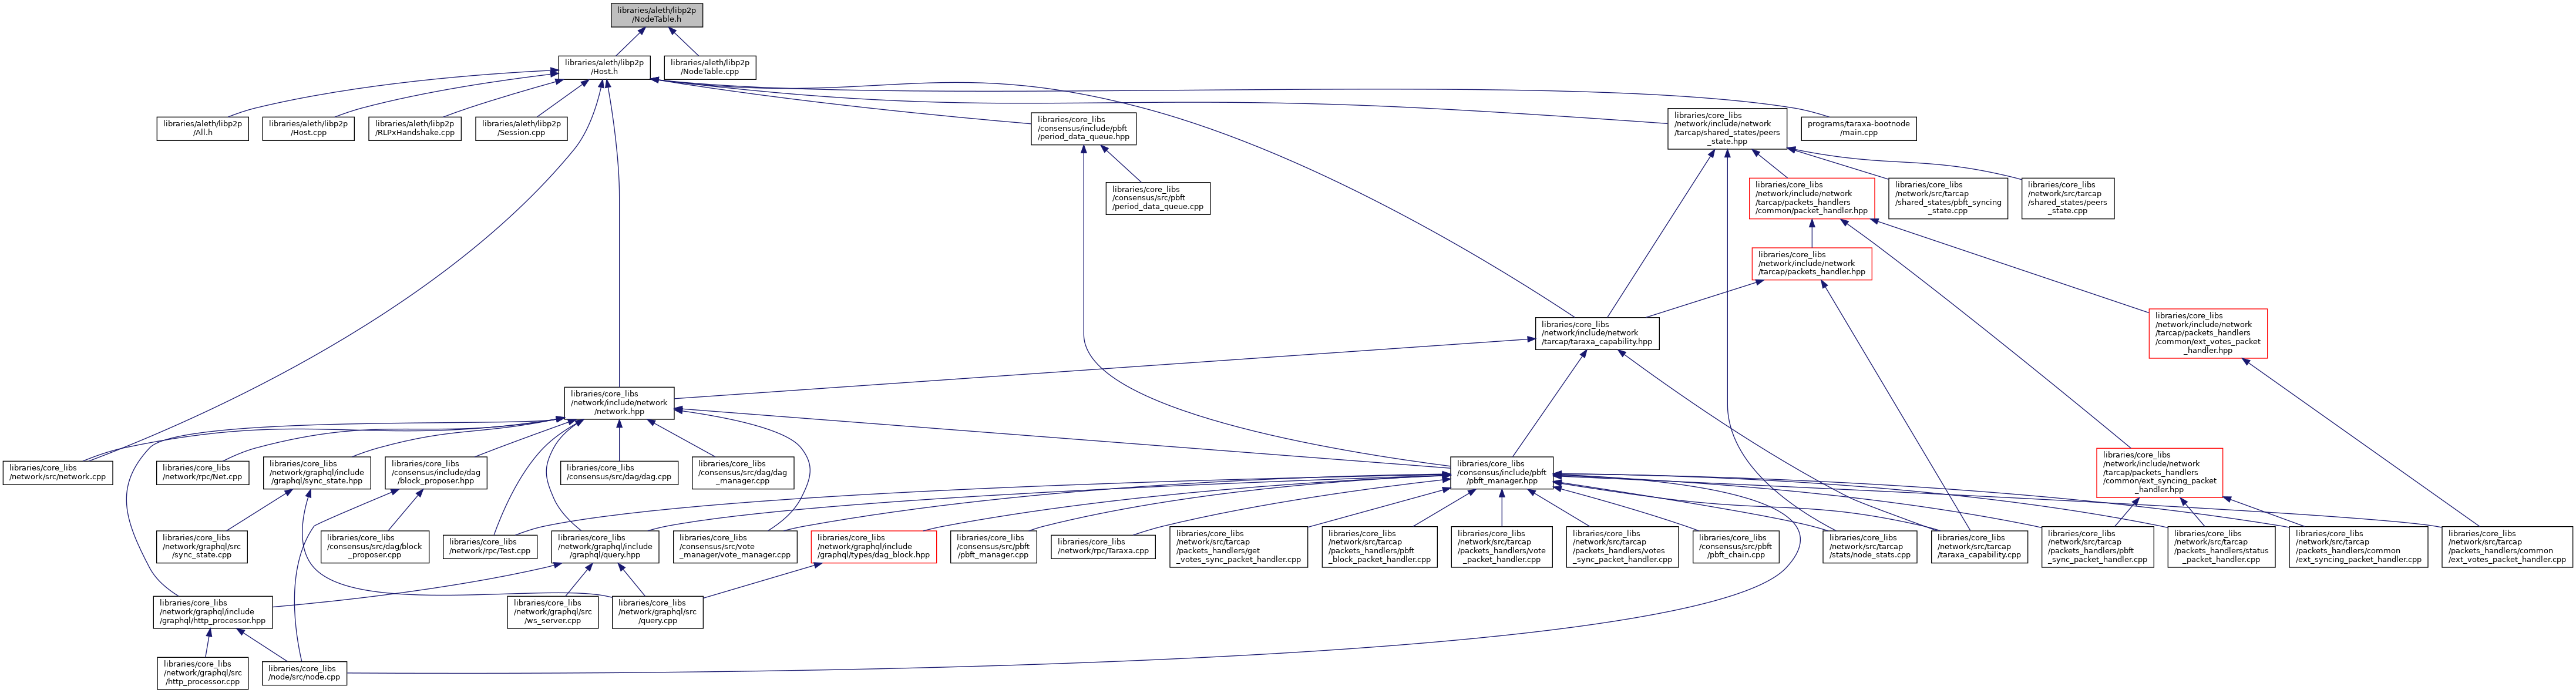 libraries/aleth/libp2p
/NodeTable.h
libraries/aleth/libp2p
/Host.h
libraries/aleth/libp2p
/NodeTable.cpp
libraries/aleth/libp2p
/All.h
libraries/aleth/libp2p
/Host.cpp
libraries/aleth/libp2p
/RLPxHandshake.cpp
libraries/aleth/libp2p
/Session.cpp
libraries/core_libs
/consensus/include/pbft
/period_data_queue.hpp
libraries/core_libs
/network/include/network
/tarcap/shared_states/peers
_state.hpp
programs/taraxa-bootnode
/main.cpp
libraries/core_libs
/consensus/src/pbft
/period_data_queue.cpp
libraries/core_libs
/network/include/network
/tarcap/packets_handlers
/common/packet_handler.hpp
libraries/core_libs
/network/src/tarcap
/shared_states/pbft_syncing
_state.cpp
libraries/core_libs
/network/src/tarcap
/shared_states/peers
_state.cpp
libraries/core_libs
/network/include/network
/tarcap/packets_handler.hpp
libraries/core_libs
/network/include/network
/tarcap/taraxa_capability.hpp
libraries/core_libs
/network/include/network
/tarcap/packets_handlers
/common/ext_votes_packet
_handler.hpp
libraries/core_libs
/network/include/network
/network.hpp
libraries/core_libs
/network/src/network.cpp
libraries/core_libs
/network/rpc/Net.cpp
libraries/core_libs
/network/graphql/include
/graphql/sync_state.hpp
libraries/core_libs
/consensus/include/dag
/block_proposer.hpp
libraries/core_libs
/consensus/src/dag/dag.cpp
libraries/core_libs
/consensus/src/dag/dag
_manager.cpp
libraries/core_libs
/consensus/include/pbft
/pbft_manager.hpp
libraries/core_libs
/network/include/network
/tarcap/packets_handlers
/common/ext_syncing_packet
_handler.hpp
libraries/core_libs
/network/graphql/src
/sync_state.cpp
libraries/core_libs
/consensus/src/dag/block
_proposer.cpp
libraries/core_libs
/network/rpc/Test.cpp
libraries/core_libs
/network/graphql/include
/graphql/query.hpp
libraries/core_libs
/consensus/src/vote
_manager/vote_manager.cpp
libraries/core_libs
/network/graphql/include
/graphql/types/dag_block.hpp
libraries/core_libs
/consensus/src/pbft
/pbft_manager.cpp
libraries/core_libs
/network/rpc/Taraxa.cpp
libraries/core_libs
/network/src/tarcap
/packets_handlers/get
_votes_sync_packet_handler.cpp
libraries/core_libs
/network/src/tarcap
/packets_handlers/pbft
_block_packet_handler.cpp
libraries/core_libs
/network/src/tarcap
/packets_handlers/vote
_packet_handler.cpp
libraries/core_libs
/network/src/tarcap
/packets_handlers/votes
_sync_packet_handler.cpp
libraries/core_libs
/consensus/src/pbft
/pbft_chain.cpp
libraries/core_libs
/network/src/tarcap
/stats/node_stats.cpp
libraries/core_libs
/network/src/tarcap
/taraxa_capability.cpp
libraries/core_libs
/network/src/tarcap
/packets_handlers/pbft
_sync_packet_handler.cpp
libraries/core_libs
/network/src/tarcap
/packets_handlers/status
_packet_handler.cpp
libraries/core_libs
/network/src/tarcap
/packets_handlers/common
/ext_syncing_packet_handler.cpp
libraries/core_libs
/network/src/tarcap
/packets_handlers/common
/ext_votes_packet_handler.cpp
libraries/core_libs
/network/graphql/include
/graphql/http_processor.hpp
libraries/core_libs
/network/graphql/src
/ws_server.cpp
libraries/core_libs
/network/graphql/src
/query.cpp
libraries/core_libs
/network/graphql/src
/http_processor.cpp
libraries/core_libs
/node/src/node.cpp